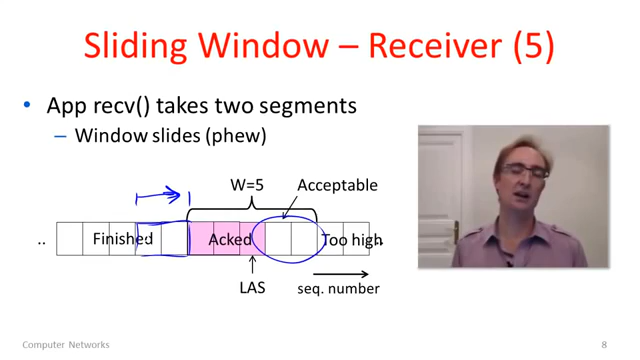 Sliding Window – Receiver (5)
• App recv() takes two segments
– Window slides (phew)
W=5 Acceptable
.. Finished Acked Too high ..
LAS seq. number
Computer Networks 8